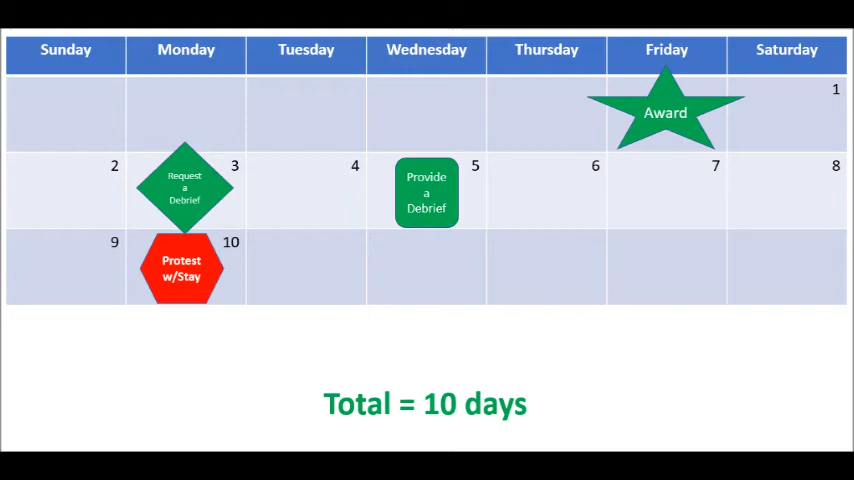 Sunday Monday Tuesday Wednesday Thursday Friday Saturday
Award
1
2
Request
a
Debrief
3
4
Provide
a
Debrief
5
6
7
8
9
Protest
w/Stay
10
Total = 10 days